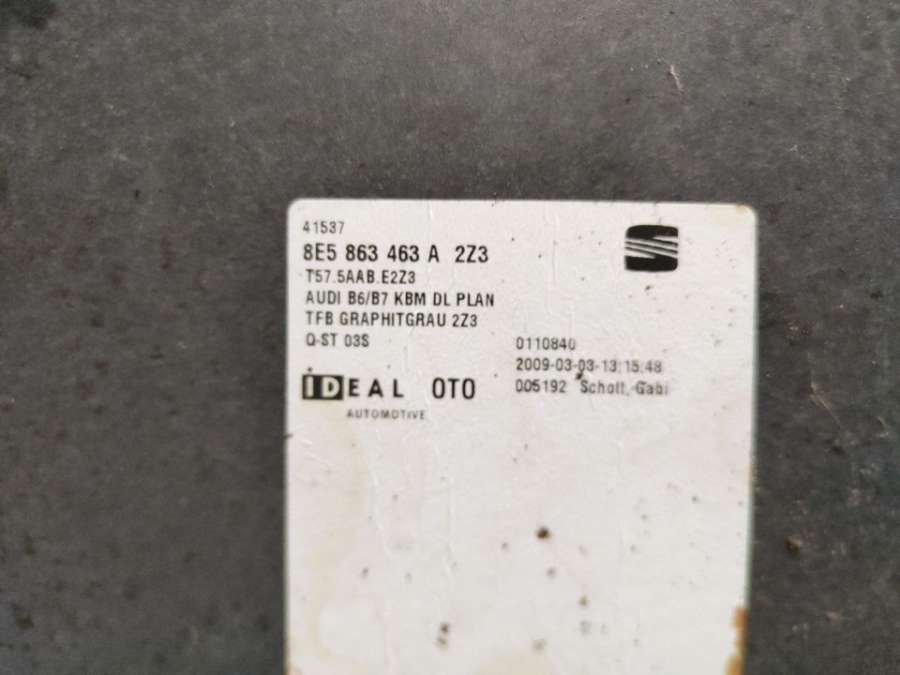 41537
8E5 863 463 A 2Z3
T57.5AAB.E2Z3
AUDI B6/B7 KBM DL PLAN
TFB GRAPHITGRAU 2Z3
Q-ST 03S
0110840
2009-03-03-13:15:48
005192 Schott, Gabi
iDEAL OTO
AUTOMOTIVE